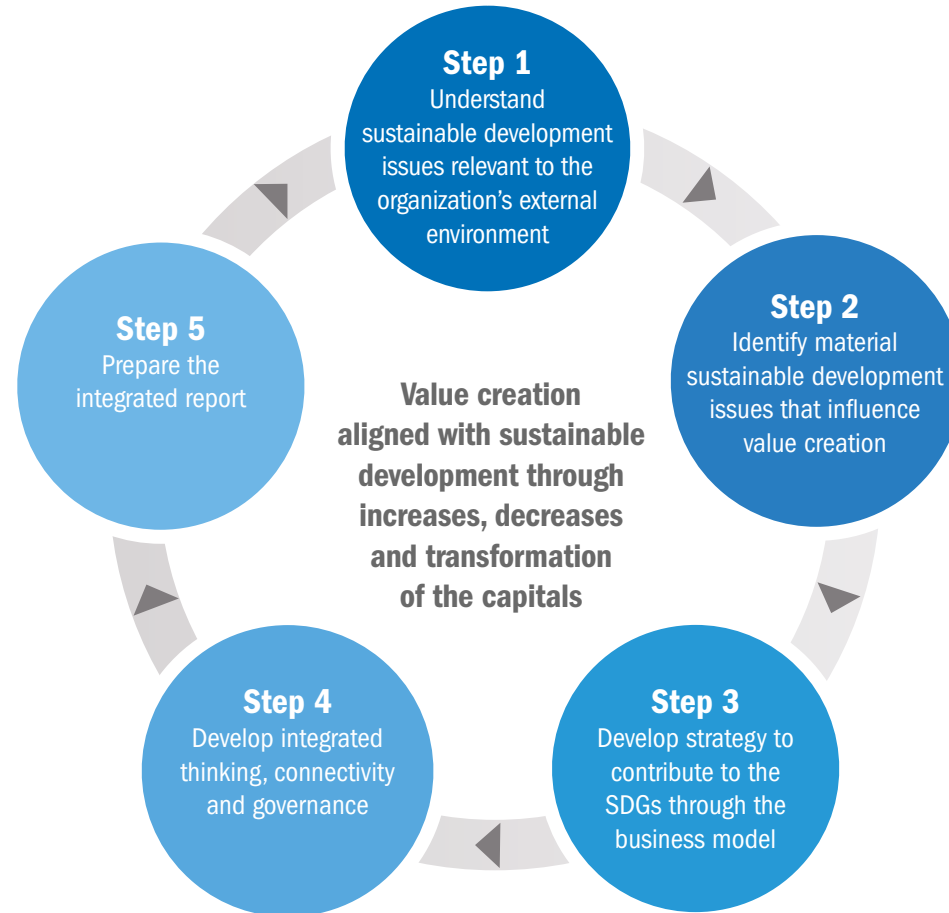 Step 1
Understand
sustainable development
issues relevant to the
organization’s external
environment
Step 2
Identify material
sustainable development
issues that influence
value creation
Step 3
Develop strategy to
contribute to the
SDGs through the
business model
Step 4
Develop integrated
thinking, connectivity
and governance
Step 5
Prepare the
integrated report
Value creation
aligned with sustainable
development through
increases, decreases
and transformation
of the capitals